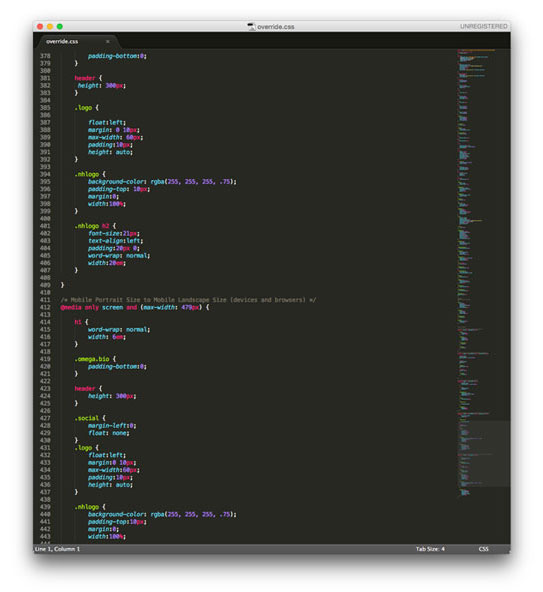 override.css
UNREGISTERED
override.css ×
378 padding-bottom:0;
379 }
380
381 header {
382 height: 300px;
383 }
384
385 .logo {
386
387 float:left;
388 margin: 0 10px;
389 max-width: 60px;
390 padding:10px;
391 height: auto;
392 }
393
394 .nhlogo {
395 background-color: rgba(255, 255, 255, .75);
396 padding-top: 10px;
397 margin:0;
398 width:100%;
399 }
400
401 .nhlogo h2 {
402 font-size:21px;
403 text-align:left;
404 padding:20px 0;
405 word-wrap: normal;
406 width:20em;
407 }
408
409 }
410
411 /* Mobile Portrait Size to Mobile Landscape Size (devices and browsers) */
412 @media only screen and (max-width: 479px) {
413
414 h1 {
415 word-wrap: normal;
416 width: 6em;
417 }
418
419 .omega.bio {
420 padding-bottom:0;
421 }
422
423 header {
424 height: 300px;
425 }
426
427 .social {
428 margin-left:0;
429 float: none;
430 }
431 .logo {
432 float:left;
433 margin:0 10px;
434 max-width:60px;
435 padding:10px;
436 height: auto;
437 }
438
439 .nhlogo {
440 background-color: rgba(255, 255, 255, .75);
441 padding-top:10px;
442 margin:0;
443 width:100%;
Line 1, Column 1
Tab Size: 4
CSS